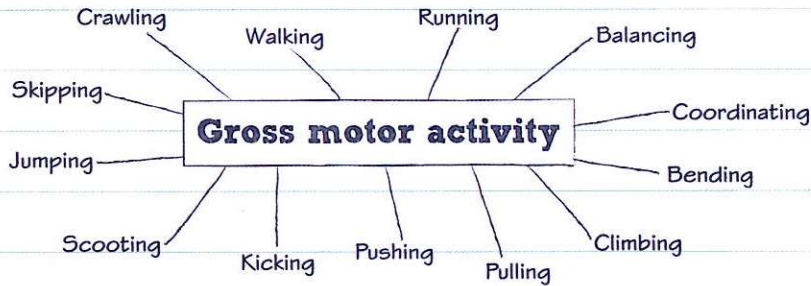 Crawling
Walking
Running
Balancing
Skipping
Gross motor activity
Coordinating
Jumping
Bending
Scooting
Kicking
Pushing
Pulling
Climbing